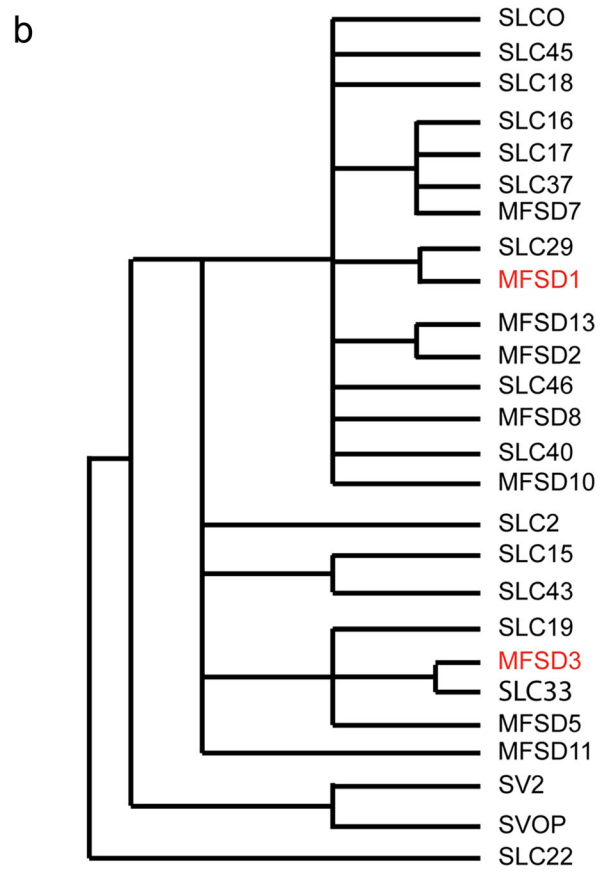 b
SLCO
SLC45
SLC18
SLC16
SLC17
SLC37
MFSD7
SLC29
MFSD1
MFSD13
MFSD2
SLC46
MFSD8
SLC40
MFSD10
SLC2
SLC15
SLC43
SLC19
MFSD3
SLC33
MFSD5
MFSD11
SV2
SVOP
SLC22